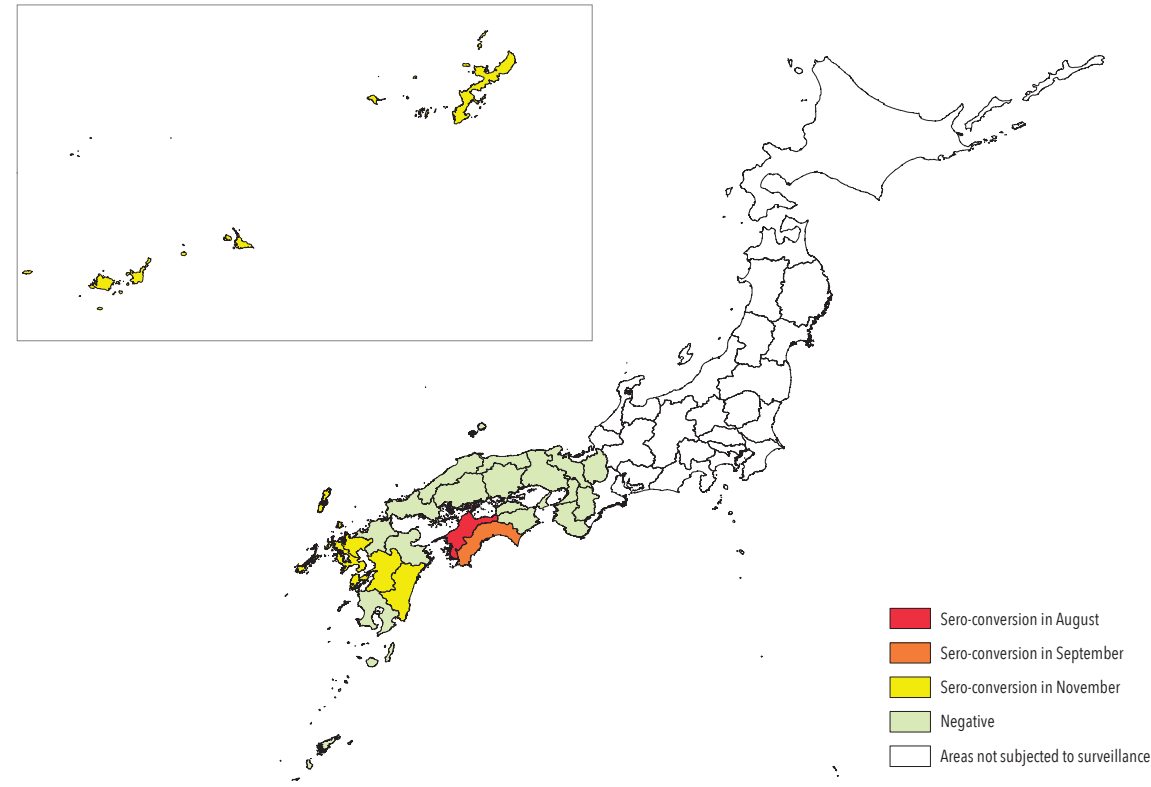 Sero-conversion in August
Sero-conversion in September
Sero-conversion in November
Negative
Areas not subjected to surveillance